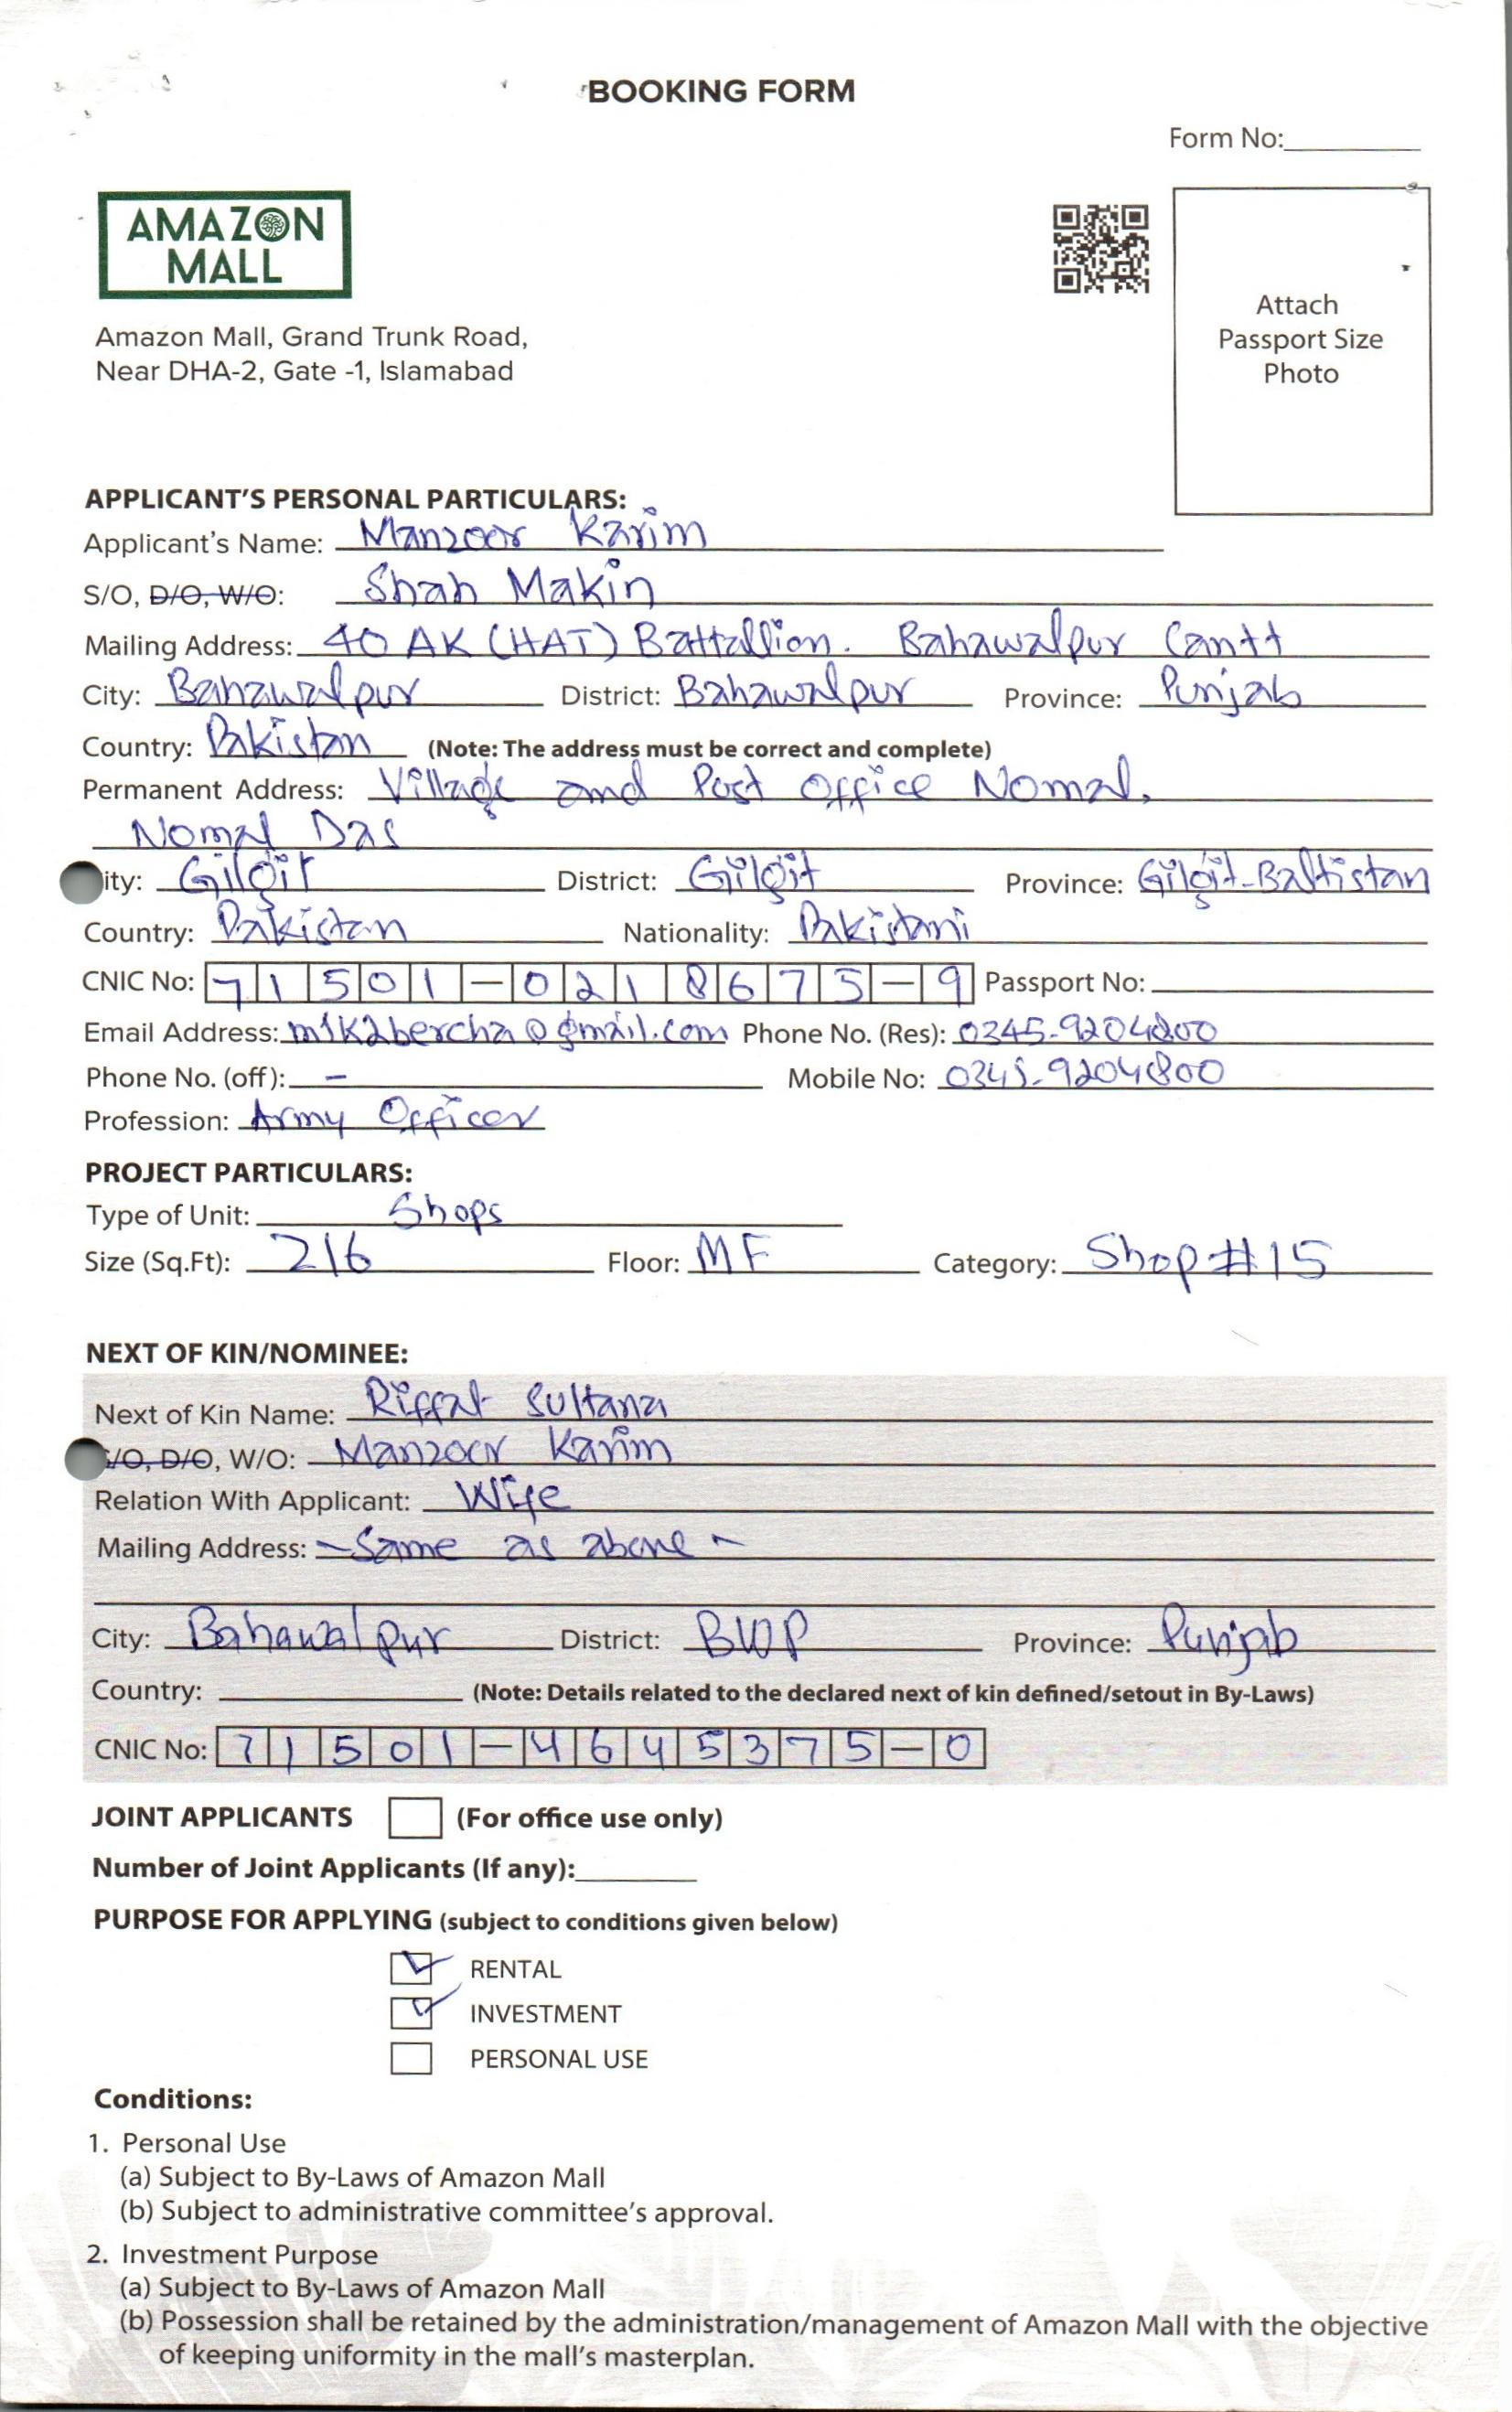 BOOKING FORM
Form No:
AMAZON
MALL
Attach
Passport Size
Photo
Amazon Mall, Grand Trunk Road,
Near DHA-2, Gate -1, Islamabad
APPLICANT'S PERSONAL PARTICULARS:
Applicant's Name: Manzoor Karim
S/O, D/O, W/O: Shah Makin
Mailing Address: 40 AK (HAT) Battallion. Bahawalpur Cantt
City: Bahawalpur District: Bahawalpur Province: Punjab
Country: Pakistan (Note: The address must be correct and complete)
Permanent Address: Village and Post Office Nomal,
Nomal Das
ity: Gilgit District: Gilgit Province: Gilgit-Baltistan
Country: Pakistan Nationality: Pakistani
CNIC No: 71501-0218675-9 Passport No:
Email Address: m1k2bercha@gmail.com Phone No. (Res): 0345-9204800
Phone No. (off): - Mobile No: 0345-9204800
Profession: Army Officer
PROJECT PARTICULARS:
Type of Unit: Shops
Size (Sq.Ft): 216 Floor: MF Category: Shop #15
NEXT OF KIN/NOMINEE:
Next of Kin Name: Riffat Sultana
/O, D/O, W/O: Manzoor Karim
Relation With Applicant: Wife
Mailing Address: - Same as above -
City: Bahawalpur District: BWP Province: Punjab
Country: (Note: Details related to the declared next of kin defined/setout in By-Laws)
CNIC No: 71501-4645375-0
JOINT APPLICANTS (For office use only)
Number of Joint Applicants (If any):
PURPOSE FOR APPLYING (subject to conditions given below)
RENTAL
INVESTMENT
PERSONAL USE
Conditions:
1. Personal Use
(a) Subject to By-Laws of Amazon Mall
(b) Subject to administrative committee's approval.
2. Investment Purpose
(a) Subject to By-Laws of Amazon Mall
(b) Possession shall be retained by the administration/management of Amazon Mall with the objective
of keeping uniformity in the mall's masterplan.